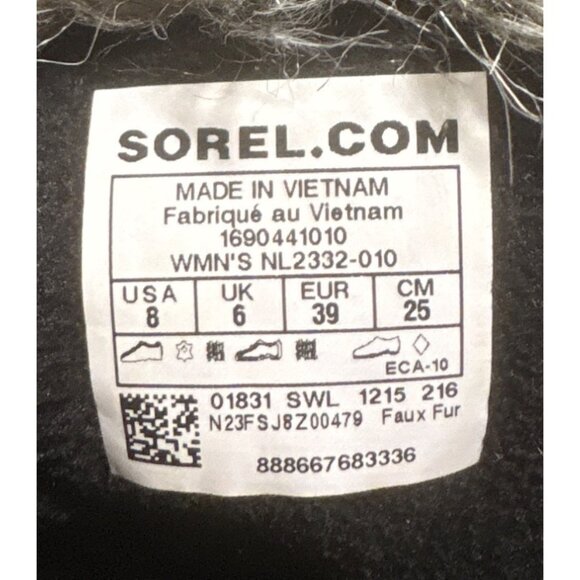 SOREL.COM
MADE IN VIETNAM
Fabriqué au Vietnam
1690441010
WMN'S NL2332-010
USA UK EUR CM
8 6 39 25
ECA-10
01831 SWL 1215 216
N23FSJ8Z00479 Faux Fur
888667683336